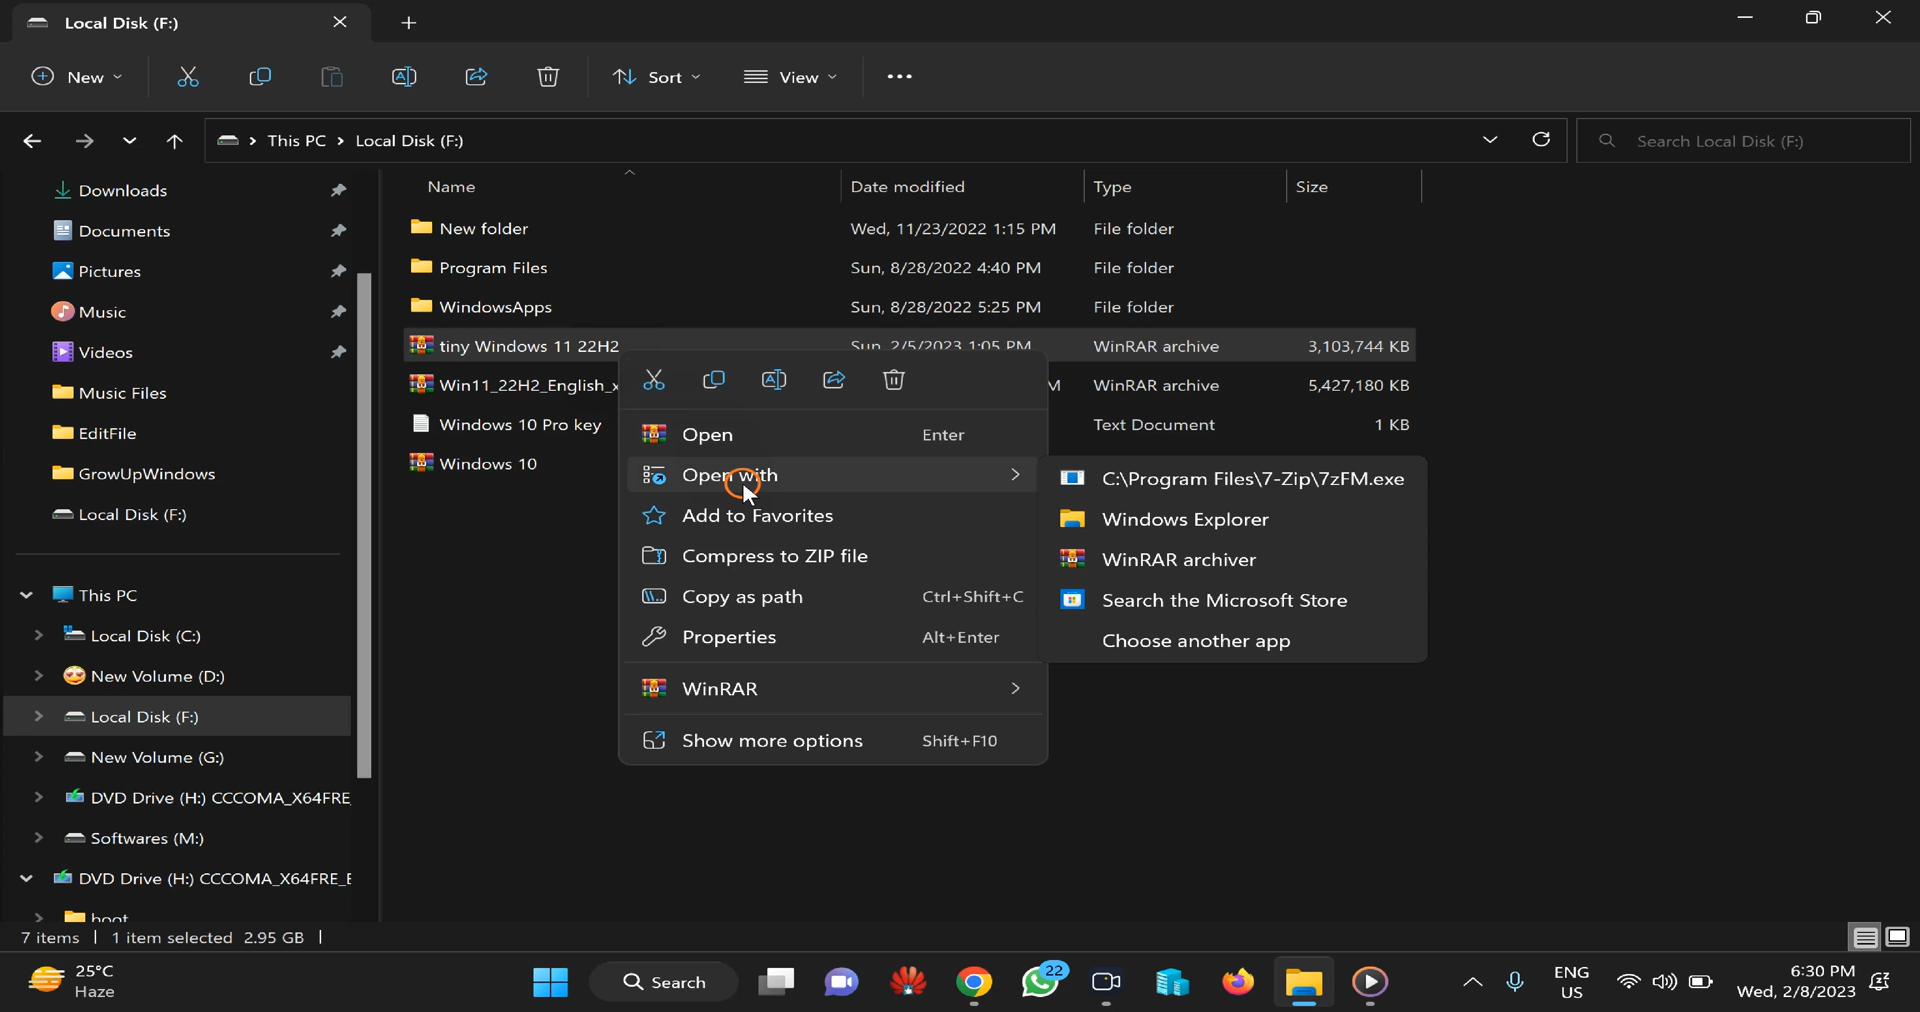 Local Disk (F:)
New
Sort
View
This PC > Local Disk (F:)
Search Local Disk (F:)
Downloads
Documents
Pictures
Music
Videos
Music Files
EditFile
GrowUpWindows
Local Disk (F:)
This PC
Local Disk (C:)
New Volume (D:)
Local Disk (F:)
New Volume (G:)
DVD Drive (H:) CCCOMA_X64FRE
Softwares (M:)
DVD Drive (H:) CCCOMA_X64FRE_E
boot
Name Date modified Type Size
New folder Wed, 11/23/2022 1:15 PM File folder
Program Files Sun, 8/28/2022 4:40 PM File folder
WindowsApps Sun, 8/28/2022 5:25 PM File folder
tiny Windows 11 22H2 Sun, 2/5/2023 1:05 PM WinRAR archive 3,103,744 KB
Win11_22H2_English_x M WinRAR archive 5,427,180 KB
Windows 10 Pro key Text Document 1 KB
Windows 10
Open Enter
Open with
Add to Favorites
Compress to ZIP file
Copy as path Ctrl+Shift+C
Properties Alt+Enter
WinRAR
Show more options Shift+F10
C:\Program Files\7-Zip\7zFM.exe
Windows Explorer
WinRAR archiver
Search the Microsoft Store
Choose another app
7 items | 1 item selected 2.95 GB |
25°C
Haze
Search
22
ENG
US
6:30 PM
Wed, 2/8/2023